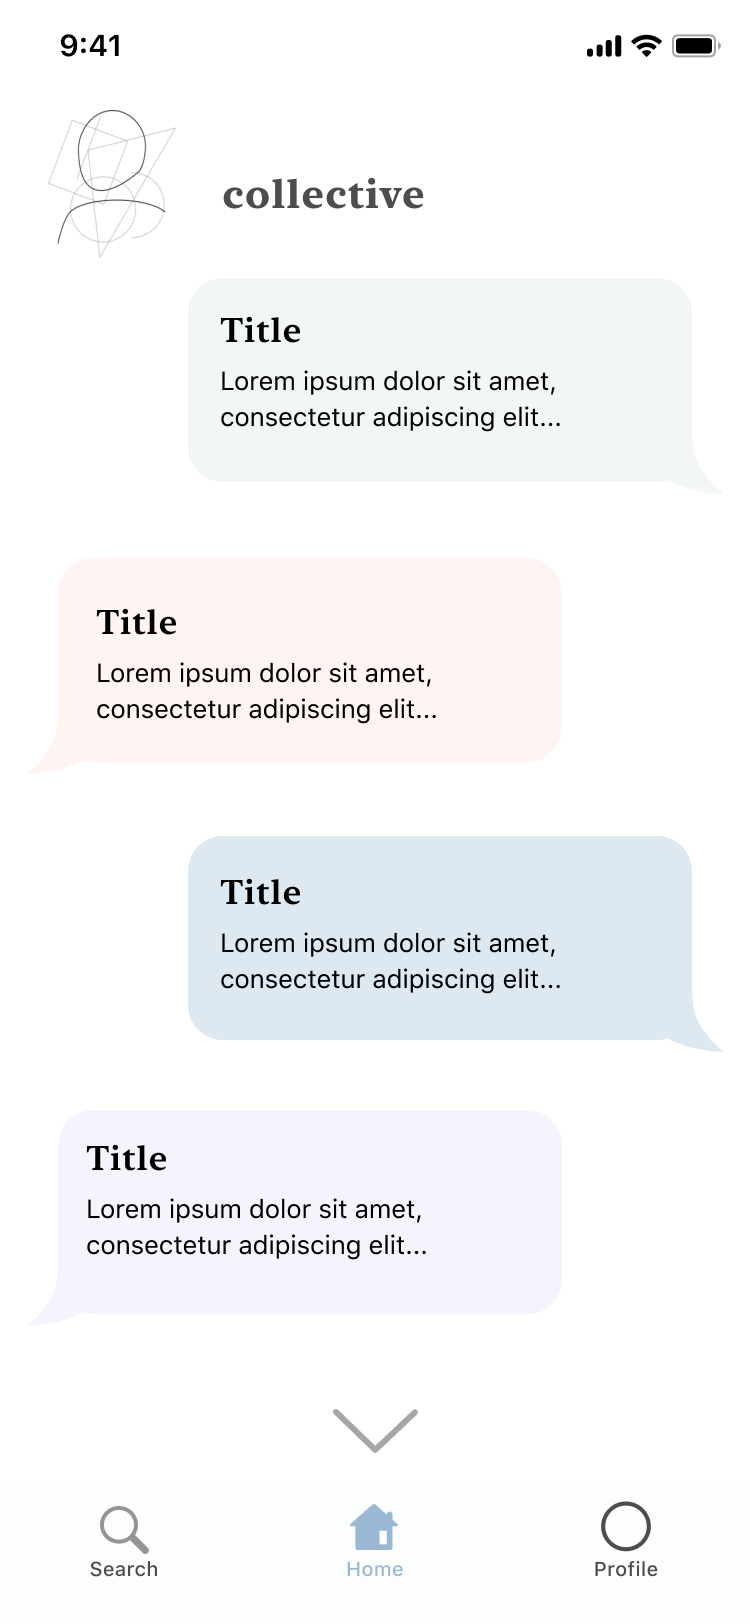 9:41
collective
Title
Lorem ipsum dolor sit amet,
consectetur adipiscing elit...
Title
Lorem ipsum dolor sit amet,
consectetur adipiscing elit...
Title
Lorem ipsum dolor sit amet,
consectetur adipiscing elit...
Title
Lorem ipsum dolor sit amet,
consectetur adipiscing elit...
Search
Home
Profile